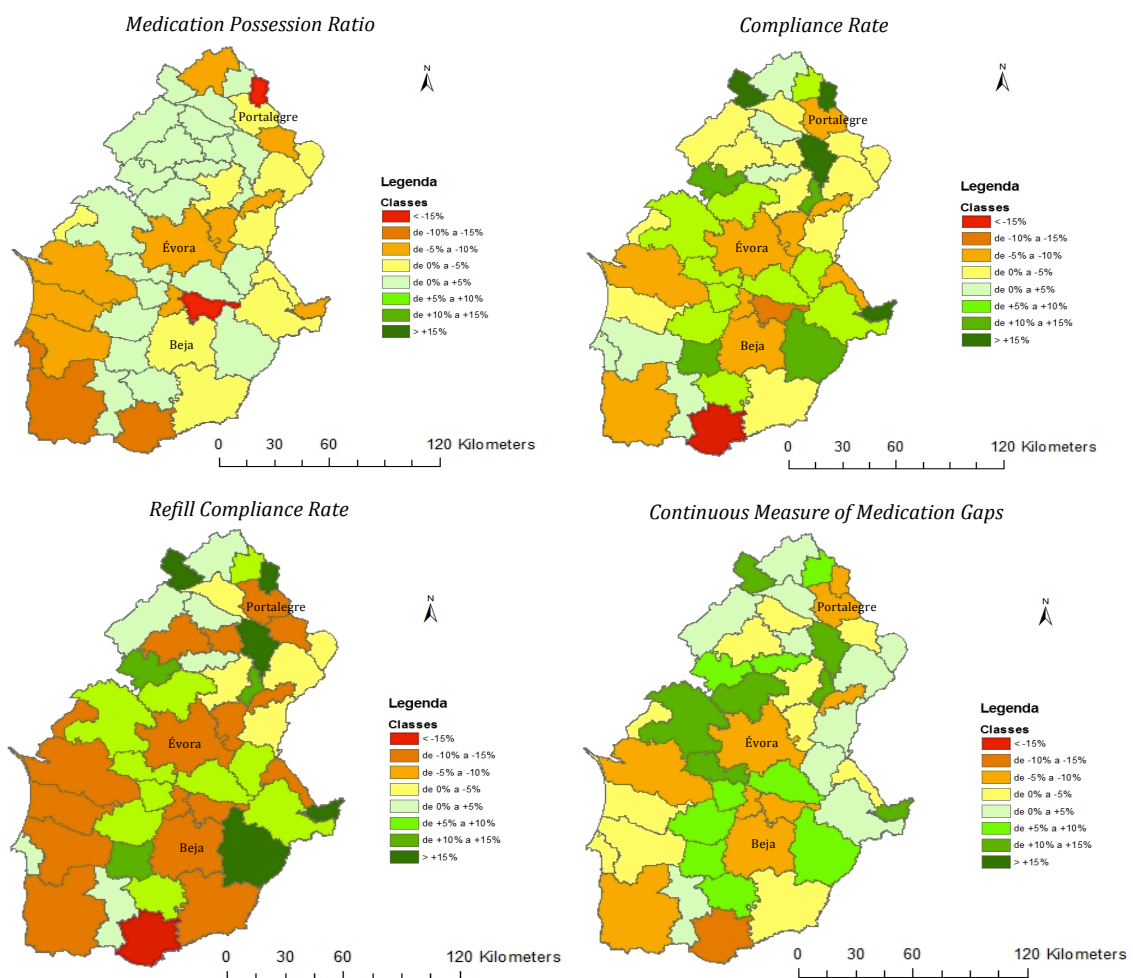 Medication Possession Ratio
N
Portalegre
Évora
Beja
Legenda
Classes
< -15%
de -10% a -15%
de -5% a -10%
de 0% a -5%
de 0% a +5%
de +5% a +10%
de +10% a +15%
> +15%
0 30 60 120 Kilometers
Compliance Rate
N
Portalegre
Évora
Beja
Legenda
Classes
< -15%
de -10% a -15%
de -5% a -10%
de 0% a -5%
de 0% a +5%
de +5% a +10%
de +10% a +15%
> +15%
0 30 60 120 Kilometers
Refill Compliance Rate
N
Portalegre
Évora
Beja
Legenda
Classes
< -15%
de -10% a -15%
de -5% a -10%
de 0% a -5%
de 0% a +5%
de +5% a +10%
de +10% a +15%
> +15%
0 30 60 120 Kilometers
Continuous Measure of Medication Gaps
N
Portalegre
Évora
Beja
Legenda
Classes
< -15%
de -10% a -15%
de -5% a -10%
de 0% a -5%
de 0% a +5%
de +5% a +10%
de +10% a +15%
> +15%
0 30 60 120 Kilometers